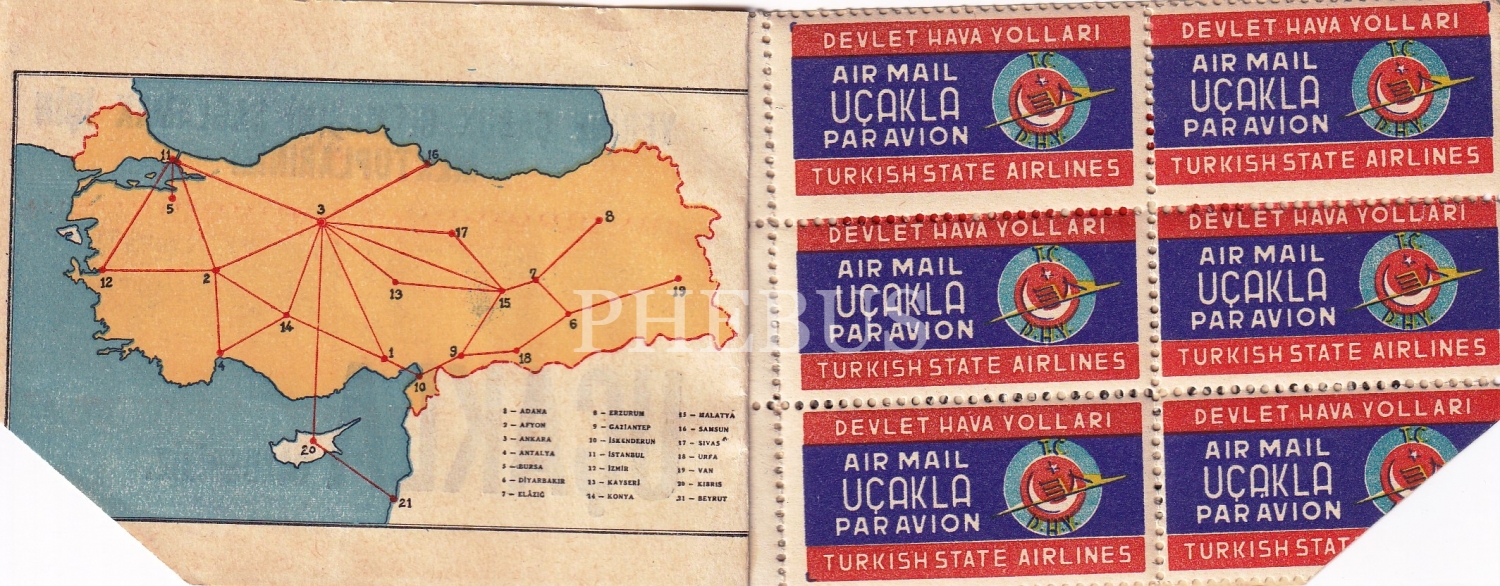 11
16
5
3
17
8
12
2
13
15
7
19
14
6
4
1
9
18
10
20
21
1 – ADANA
2 – AFYON
3 – ANKARA
4 – ANTALYA
5 – BURSA
6 – DİYARBAKIR
7 – ELÂZIĞ
8 – ERZURUM
9 – GAZİANTEP
10 – İSKENDERUN
11 – İSTANBUL
12 – İZMİR
13 – KAYSERİ
14 – KONYA
15 – MALATYA
16 – SAMSUN
17 – SIVAS
18 – URFA
19 – VAN
20 – KIBRIS
21 – BEYRUT
PHEBUS
DEVLET HAVA YOLLARI
AIR MAIL
UÇAKLA
PAR AVION
T.C
D.H.Y.
TURKISH STATE AIRLINES
DEVLET HAVA YOLLARI
AIR MAIL
UÇAKLA
PAR AVION
T.C
D.H.Y.
TURKISH STATE AIRLINES
DEVLET HAVA YOLLARI
AIR MAIL
UÇAKLA
PAR AVION
T.C
D.H.Y.
TURKISH STATE AIRLINES
DEVLET HAVA YOLLARI
AIR MAIL
UÇAKLA
PAR AVION
T.C
D.H.Y.
TURKISH STATE AIRLINES
DEVLET HAVA YOLLARI
AIR MAIL
UÇAKLA
PAR AVION
T.C
D.H.Y.
TURKISH STATE AIRLINES
DEVLET HAVA YOLLARI
AIR MAIL
UÇAKLA
PAR AVION
T.C
TURKISH STAT